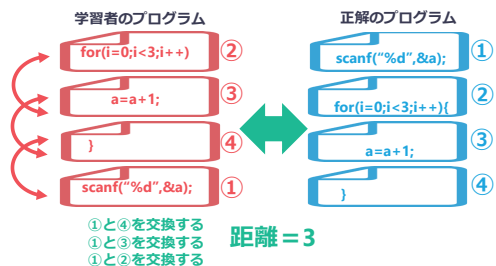 学習者のプログラム
for(i=0;i<3;i++)
②
a=a+1;
③
}
④
scanf(“%d”,&a);
①
正解のプログラム
scanf(“%d”,&a);
①
for(i=0;i<3;i++){
②
a=a+1;
③
}
④
①と④を交換する
①と③を交換する
①と②を交換する
距離＝3